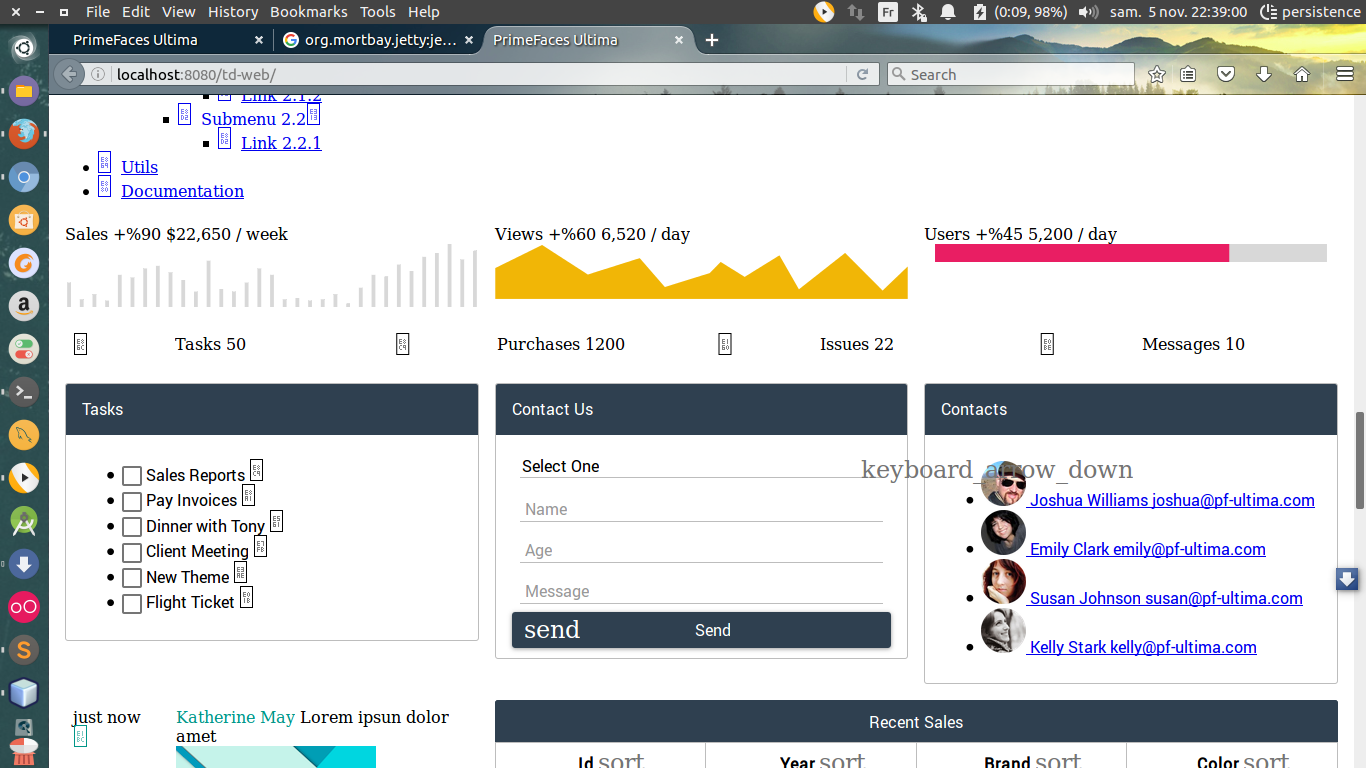 File Edit View History Bookmarks Tools Help
Fr (0:09, 98%) sam. 5 nov. 22:39:00 persistence
PrimeFaces Ultima × org.mortbay.jetty:je... × PrimeFaces Ultima × +
localhost:8080/td-web/ Search
Link 2.1.2
Submenu 2.2
Link 2.2.1
Utils
Documentation
Sales +%90 $22,650 / week Views +%60 6,520 / day Users +%45 5,200 / day
Tasks 50 Purchases 1200 Issues 22 Messages 10
Tasks
Sales Reports
Pay Invoices
Dinner with Tony
Client Meeting
New Theme
Flight Ticket
Contact Us
Select One keyboard_arrow_down
Name
Age
Message
send Send
Contacts
Joshua Williams joshua@pf-ultima.com
Emily Clark emily@pf-ultima.com
Susan Johnson susan@pf-ultima.com
Kelly Stark kelly@pf-ultima.com
just now Katherine May Lorem ipsun dolor
amet
Recent Sales
Id sort Year sort Brand sort Color sort